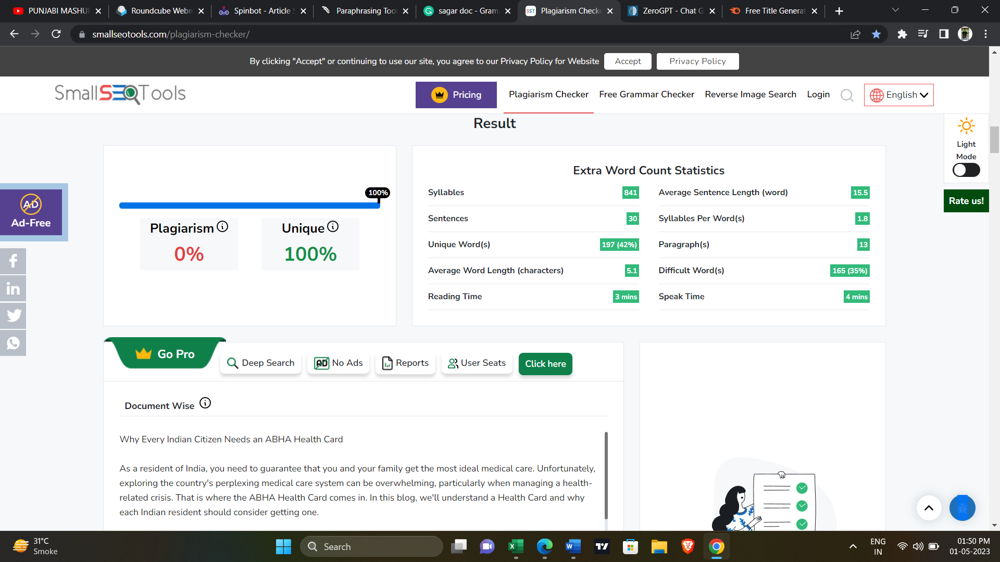 PUNJABI MASHU
Roundcube Webm
Spinbot - Article S
Paraphrasing Too
sagar doc - Gram
Plagiarism Checke
ZeroGPT - Chat G
Free Title Generat
smallseotools.com/plagiarism-checker/
By clicking "Accept" or continuing to use our site, you agree to our Privacy Policy for Website
Accept
Privacy Policy
SmallSEOTools
Pricing
Plagiarism Checker
Free Grammar Checker
Reverse Image Search
Login
English
Result
Light
Mode
Rate us!
AD
Ad-Free
100%
Plagiarism
0%
Unique
100%
Extra Word Count Statistics
Syllables 841
Average Sentence Length (word) 15.5
Sentences 30
Syllables Per Word(s) 1.8
Unique Word(s) 197 (42%)
Paragraph(s) 13
Average Word Length (characters) 5.1
Difficult Word(s) 165 (35%)
Reading Time 3 mins
Speak Time 4 mins
Go Pro
Deep Search
AD No Ads
Reports
User Seats
Click here
Document Wise
Why Every Indian Citizen Needs an ABHA Health Card
As a resident of India, you need to guarantee that you and your family get the most ideal medical care. Unfortunately,
exploring the country's perplexing medical care system can be overwhelming, particularly when managing a health-
related crisis. That is where the ABHA Health Card comes in. In this blog, we'll understand a Health Card and why
each Indian resident should consider getting one.
31°C
Smoke
Search
ENG
IN
01:50 PM
01-05-2023